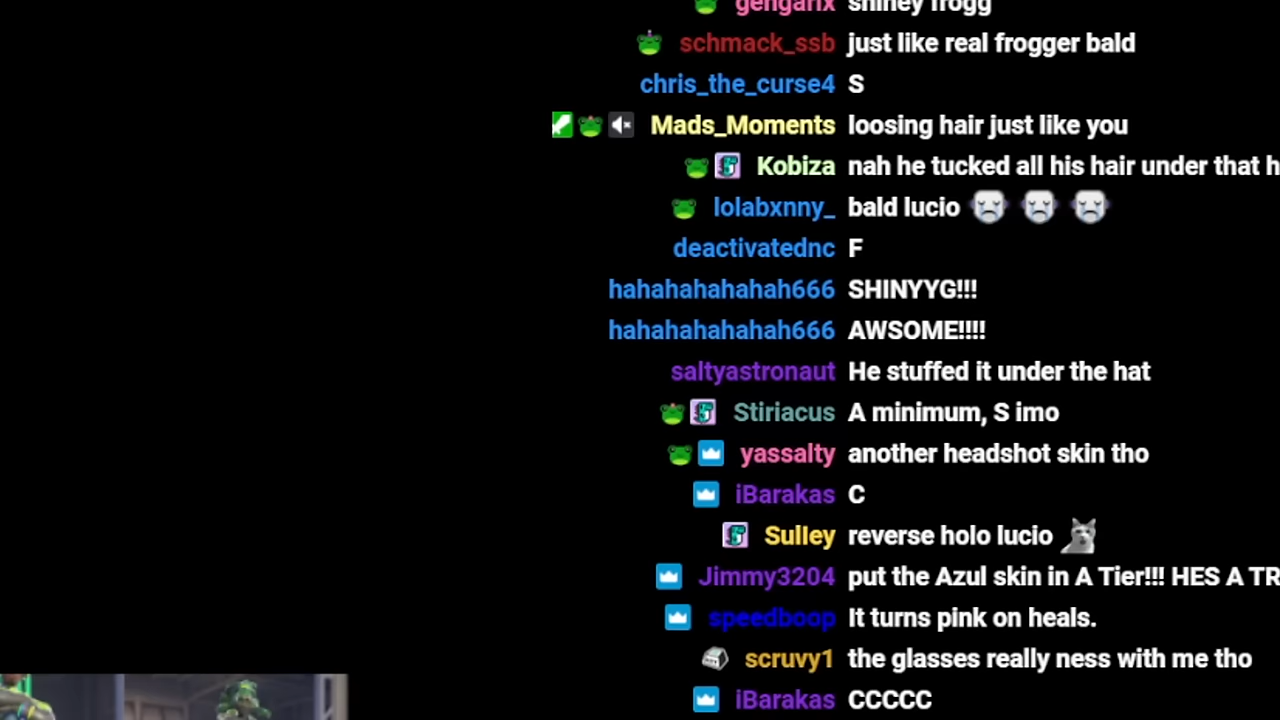 gengarix shiney frogg
schmack_ssb just like real frogger bald
chris_the_curse4 S
Mads_Moments loosing hair just like you
Kobiza nah he tucked all his hair under that h
lolabxnny_ bald lucio
deactivatednc F
hahahahahahah666 SHINYYG!!!
hahahahahahah666 AWSOME!!!!
saltyastronaut He stuffed it under the hat
Stiriacus A minimum, S imo
yassalty another headshot skin tho
iBarakas C
Sulley reverse holo lucio
Jimmy3204 put the Azul skin in A Tier!!! HES A TR
speedboop It turns pink on heals.
scruvy1 the glasses really ness with me tho
iBarakas CCCCC